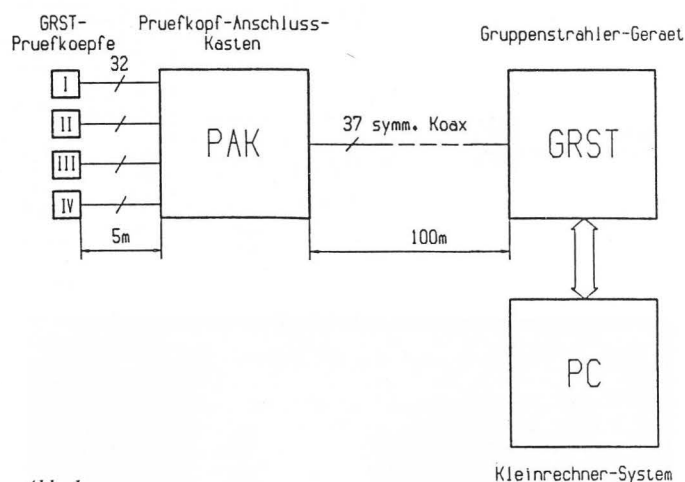 GRST-
Pruefkoepfe
Pruefkopf-Anschluss-
Kasten
Gruppenstrahler-Geraet
32
I
II
III
IV
PAK
37 symm. Koax
GRST
5m
100m
PC
Kleinrechner-System